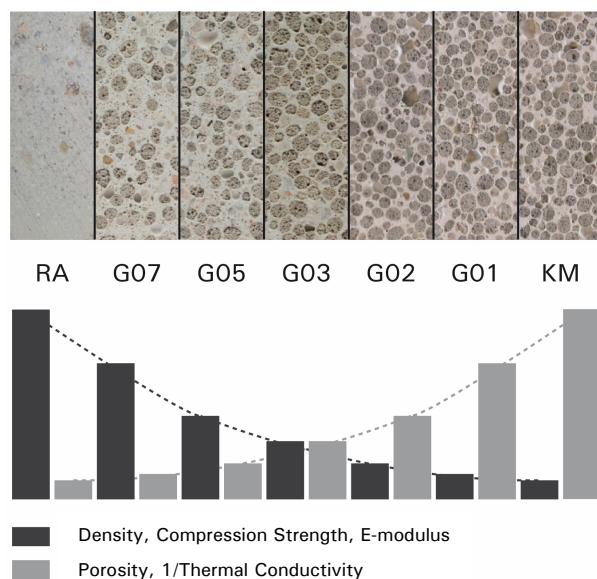 RA G07 G05 G03 G02 G01 KM
Density, Compression Strength, E-modulus
Porosity, 1/Thermal Conductivity